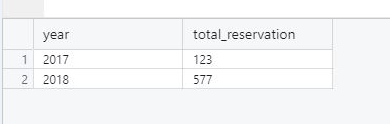 year total_reservation
1 2017 123
2 2018 577